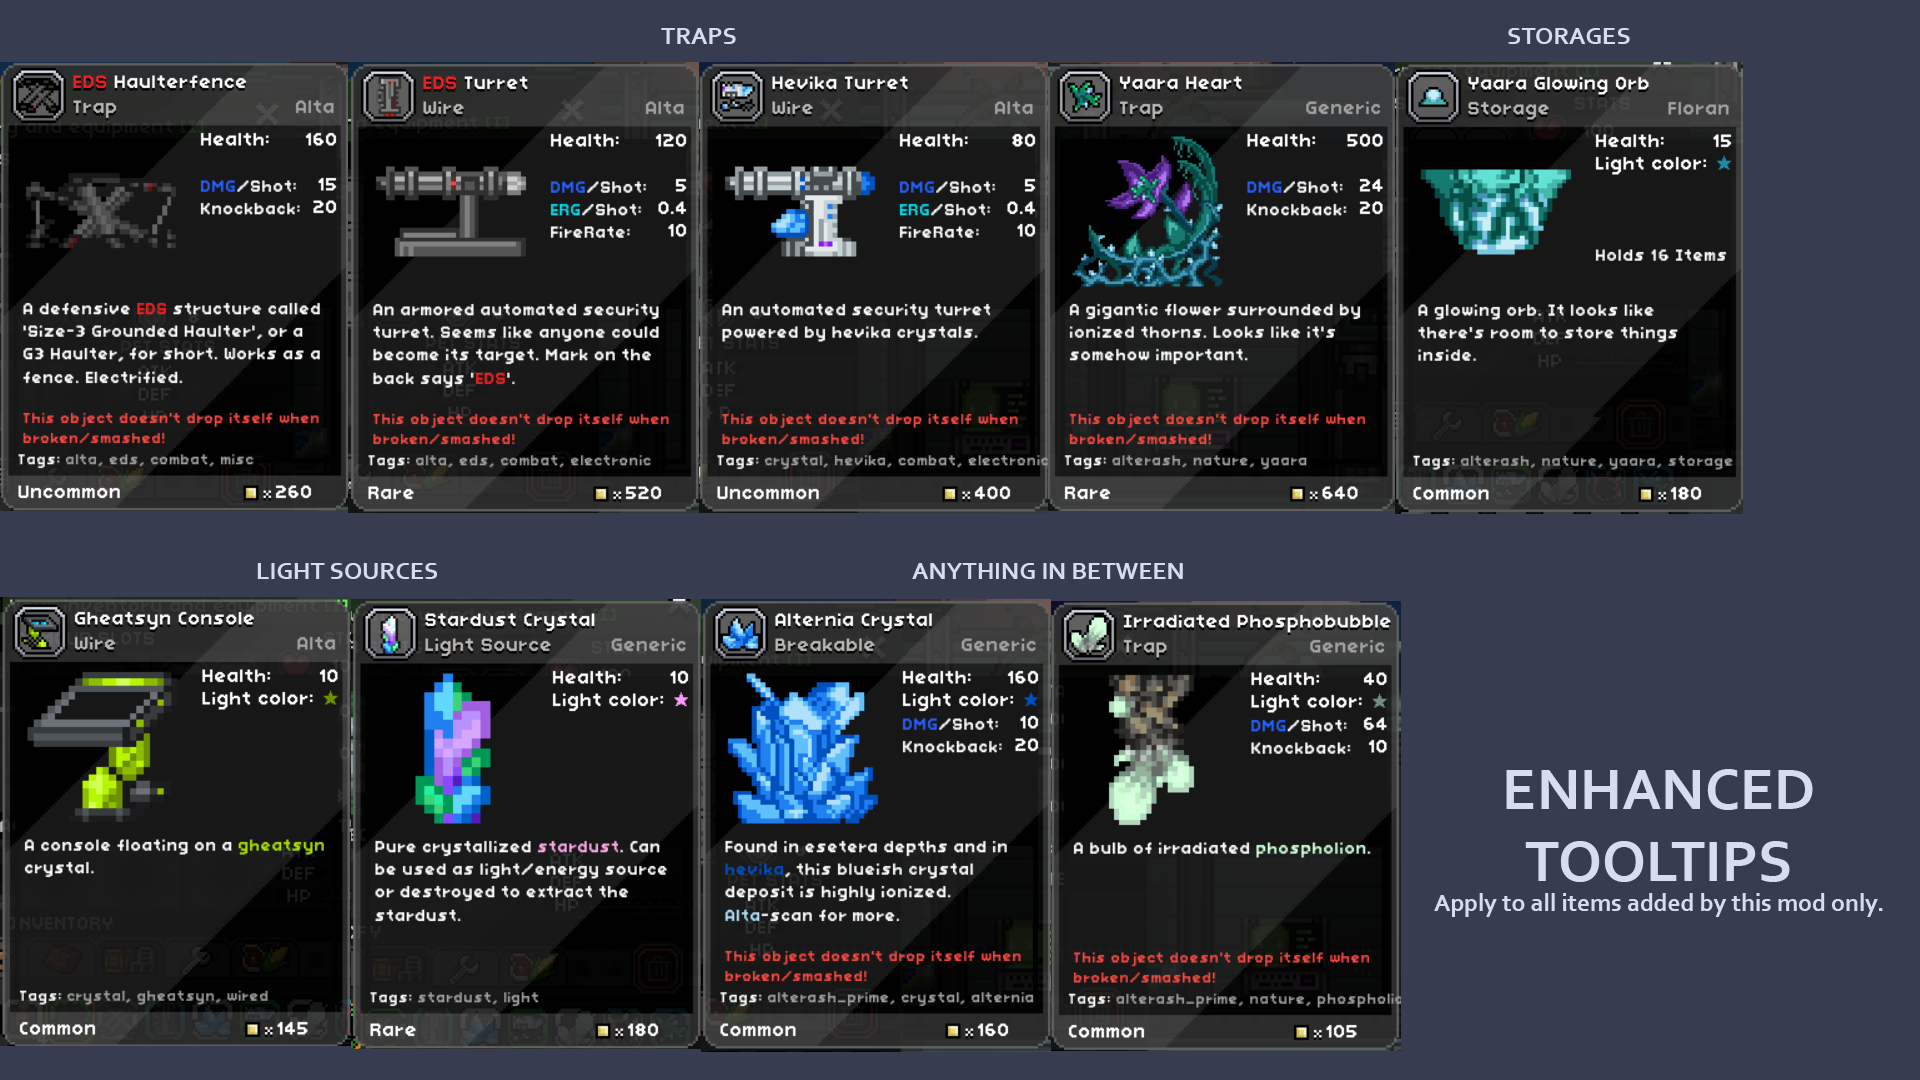 TRAPS
STORAGES
EDS Haulterfence
Trap
Alta
Health: 160
DMG/Shot: 15
Knockback: 20
A defensive EDS structure called
'Size-3 Grounded Haulter', or a
G3 Haulter, for short. Works as a
fence. Electrified.
This object doesn't drop itself when
broken/smashed!
Tags: alta, eds, combat, misc
Uncommon
x260
EDS Turret
Wire
Alta
Health: 120
DMG/Shot: 5
ERG/Shot: 0.4
FireRate: 10
An armored automated security
turret. Seems like anyone could
become its target. Mark on the
back says 'EDS'.
This object doesn't drop itself when
broken/smashed!
Tags: alta, eds, combat, electronic
Rare
x520
Hevika Turret
Wire
Alta
Health: 80
DMG/Shot: 5
ERG/Shot: 0.4
FireRate: 10
An automated security turret
powered by hevika crystals.
This object doesn't drop itself when
broken/smashed!
Tags: crystal, hevika, combat, electronic
Uncommon
x400
Yaara Heart
Trap
Generic
Health: 500
DMG/Shot: 24
Knockback: 20
A gigantic flower surrounded by
ionized thorns. Looks like it's
somehow important.
This object doesn't drop itself when
broken/smashed!
Tags: alterash, nature, yaara
Rare
x640
Yaara Glowing Orb
Storage
Floran
Health: 15
Light color: ★
Holds 16 Items
A glowing orb. It looks like
there's room to store things
inside.
Tags: alterash, nature, yaara, storage
Common
x180
LIGHT SOURCES
ANYTHING IN BETWEEN
Gheatsyn Console
Wire
Alta
Health: 10
Light color: ★
A console floating on a gheatsyn
crystal.
Tags: crystal, gheatsyn, wired
Common
x145
Stardust Crystal
Light Source
Generic
Health: 10
Light color: ★
Pure crystallized stardust. Can
be used as light/energy source
or destroyed to extract the
stardust.
Tags: stardust, light
Rare
x180
Alternia Crystal
Breakable
Generic
Health: 160
Light color: ★
DMG/Shot: 10
Knockback: 20
Found in esetera depths and in
hevika, this blueish crystal
deposit is highly ionized.
Alta-scan for more.
This object doesn't drop itself when
broken/smashed!
Tags: alterash_prime, crystal, alternia
Common
x160
Irradiated Phosphobubble
Trap
Generic
Health: 40
Light color: ★
DMG/Shot: 64
Knockback: 10
A bulb of irradiated phospholion.
This object doesn't drop itself when
broken/smashed!
Tags: alterash_prime, nature, phospholic
Common
x105
ENHANCED
TOOLTIPS
Apply to all items added by this mod only.